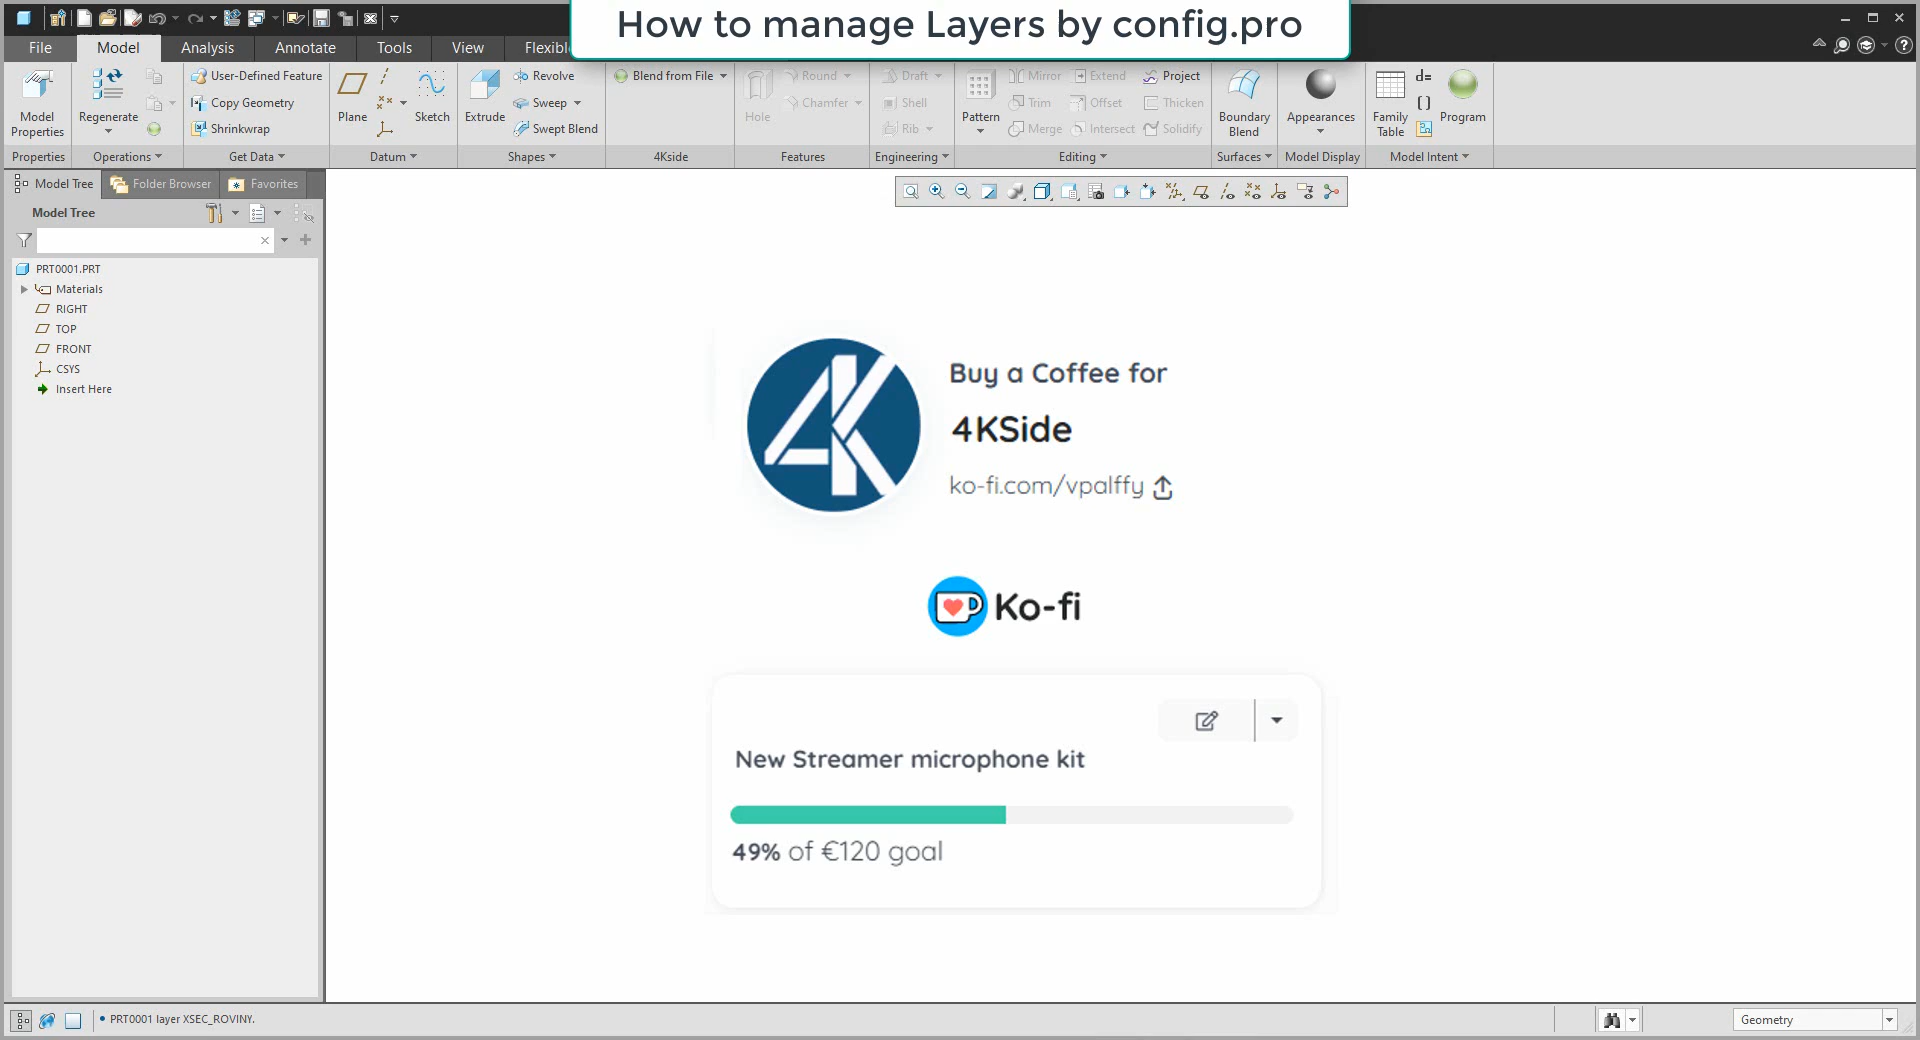 How to manage Layers by config.pro
File Model Analysis Annotate Tools View Flexibl
Model Properties
Regenerate
User-Defined Feature
Copy Geometry
Shrinkwrap
Plane
Sketch
Extrude
Revolve
Sweep
Swept Blend
Blend from File
Hole
Round
Chamfer
Draft
Shell
Rib
Pattern
Mirror Extend Project
Trim Offset Thicken
Merge Intersect Solidify
Boundary Blend
Appearances
Family Table
d=
[ ]
Program
Properties Operations Get Data Datum Shapes 4Kside Features Engineering Editing Surfaces Model Display Model Intent
Model Tree Folder Browser Favorites
Model Tree
PRT0001.PRT
Materials
RIGHT
TOP
FRONT
CSYS
Insert Here
4K
Buy a Coffee for
4KSide
ko-fi.com/vpalffy
Ko-fi
New Streamer microphone kit
49% of €120 goal
PRT0001 layer XSEC_ROVINY.
Geometry